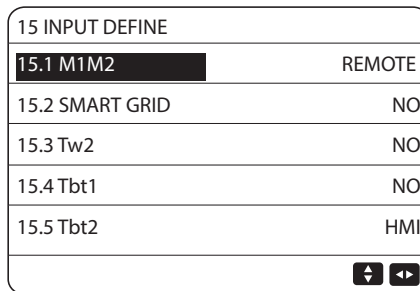 15 INPUT DEFINE
15.1 M1M2 REMOTE
15.2 SMART GRID NO
15.3 Tw2 NO
15.4 Tbt1 NO
15.5 Tbt2 HMI